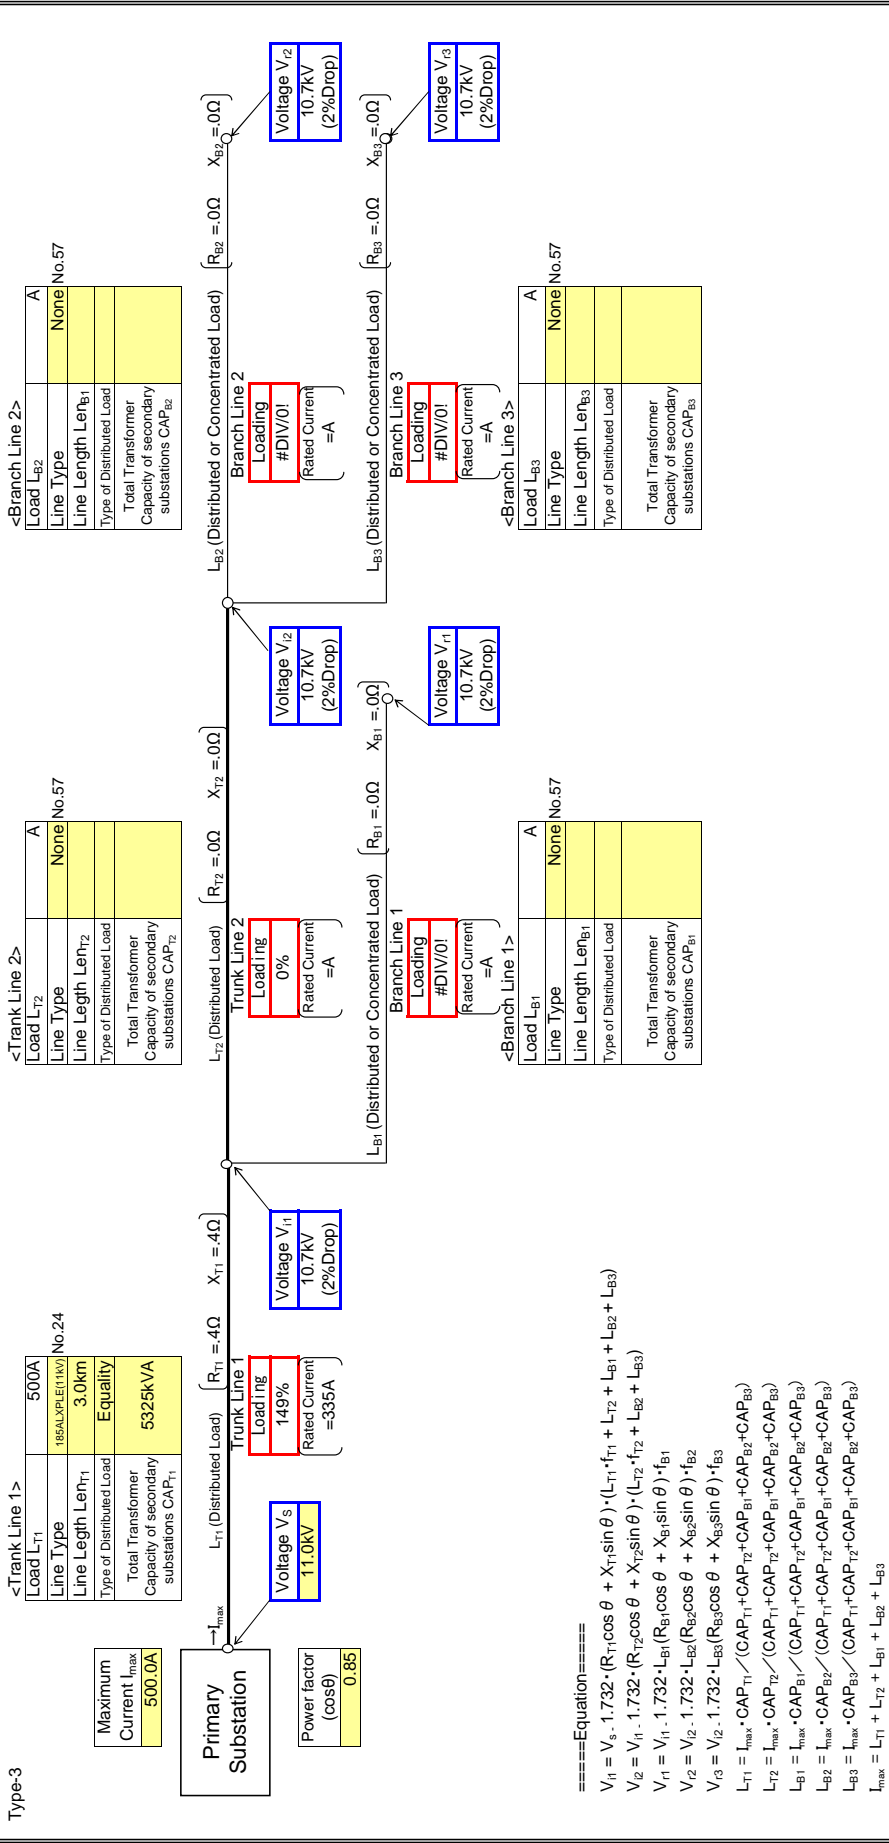 Type-3
Maximum
Current Imax
500.0A
Primary
Substation
Power factor
(cosθ)
0.85
→Imax
Voltage VS
11.0kV
<Trank Line 1>
Load LT1 500A
Line Type 185ALXPLE(11kV) No.24
Line Legth LenT1 3.0km
Type of Distributed Load Equality
Total Transformer
Capacity of secondary
substations CAPT1
5325kVA
LT1 (Distributed Load)
RT1 =.4Ω XT1 =.4Ω
Trunk Line 1
Loading
149%
Rated Current
=335A
Voltage Vi1
10.7kV
(2%Drop)
<Trank Line 2>
Load LT2 A
Line Type None No.57
Line Legth LenT2
Type of Distributed Load
Total Transformer
Capacity of secondary
substations CAPT2
LT2 (Distributed Load)
RT2 =.0Ω XT2 =.0Ω
Trunk Line 2
Loading
0%
Rated Current
=A
Voltage Vi2
10.7kV
(2%Drop)
LB1 (Distributed or Concentrated Load)
RB1 =.0Ω XB1 =.0Ω
Branch Line 1
Loading
#DIV/0!
Rated Current
=A
Voltage Vr1
10.7kV
(2%Drop)
<Branch Line 1>
Load LB1 A
Line Type None No.57
Line Length LenB1
Type of Distributed Load
Total Transformer
Capacity of secondary
substations CAPB1
<Branch Line 2>
Load LB2 A
Line Type None No.57
Line Length LenB1
Type of Distributed Load
Total Transformer
Capacity of secondary
substations CAPB2
LB2 (Distributed or Concentrated Load)
RB2 =.0Ω XB2 =.0Ω
Branch Line 2
Loading
#DIV/0!
Rated Current
=A
Voltage Vr2
10.7kV
(2%Drop)
LB3 (Distributed or Concentrated Load)
RB3 =.0Ω XB3 =.0Ω
Branch Line 3
Loading
#DIV/0!
Rated Current
=A
Voltage Vr3
10.7kV
(2%Drop)
<Branch Line 3>
Load LB3 A
Line Type None No.57
Line Length LenB3
Type of Distributed Load
Total Transformer
Capacity of secondary
substations CAPB3
=====Equation=====
Vi1 = Vs - 1.732・(RT1cosθ + XT1sinθ)・(LT1・fT1 + LT2 + LB1 + LB2 + LB3)
Vi2 = Vi1 - 1.732・(RT2cosθ + XT2sinθ)・(LT2・fT2 + LB2 + LB3)
Vr1 = Vi1 - 1.732・LB1(RB1cosθ + XB1sinθ)・fB1
Vr2 = Vi2 - 1.732・LB2(RB2cosθ + XB2sinθ)・fB2
Vr3 = Vi2 - 1.732・LB3(RB3cosθ + XB3sinθ)・fB3
LT1 = Imax・CAPT1／(CAPT1+CAPT2+CAPB1+CAPB2+CAPB3)
LT2 = Imax・CAPT2／(CAPT1+CAPT2+CAPB1+CAPB2+CAPB3)
LB1 = Imax・CAPB1／(CAPT1+CAPT2+CAPB1+CAPB2+CAPB3)
LB2 = Imax・CAPB2／(CAPT1+CAPT2+CAPB1+CAPB2+CAPB3)
LB3 = Imax・CAPB3／(CAPT1+CAPT2+CAPB1+CAPB2+CAPB3)
Imax = LT1 + LT2 + LB1 + LB2 + LB3